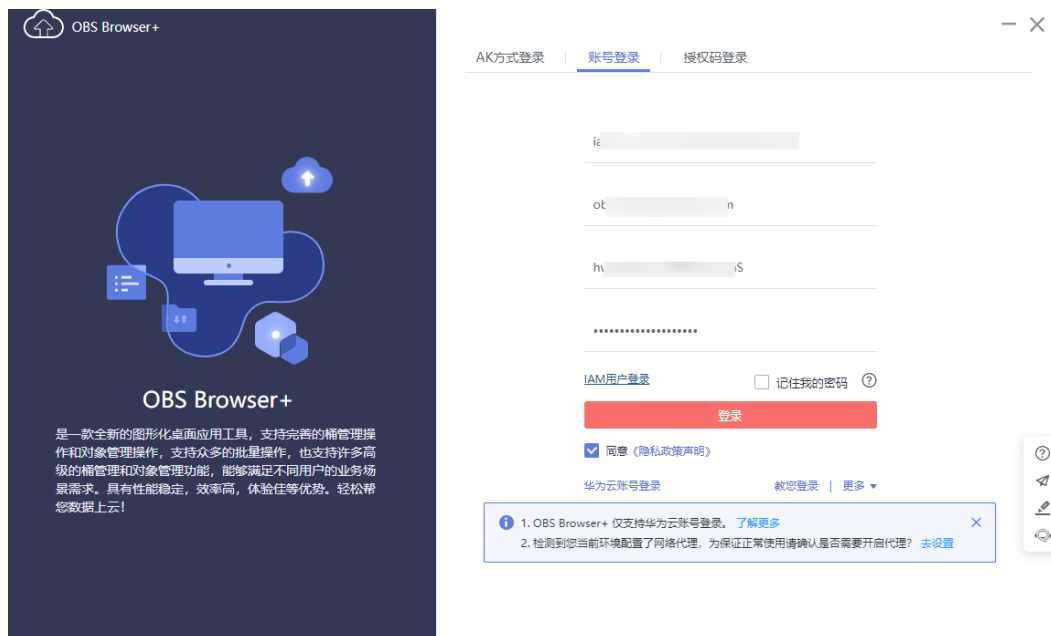 OBS Browser+
AK方式登录
账号登录
授权码登录
IAM用户登录
记住我的密码
登录
同意《隐私政策声明》
华为云账号登录
教您登录 | 更多
1. OBS Browser+ 仅支持华为云账号登录。 了解更多
2. 检测到您当前环境配置了网络代理，为保证正常使用请确认是否需要开启代理？ 去设置
OBS Browser+
是一款全新的图形化桌面应用工具，支持完善的桶管理操
作和对象管理操作，支持众多的批量操作，也支持许多高
级的桶管理和对象管理功能，能够满足不同用户的业务场
景需求。具有性能稳定，效率高，体验佳等优势。轻松帮
您数据上云！